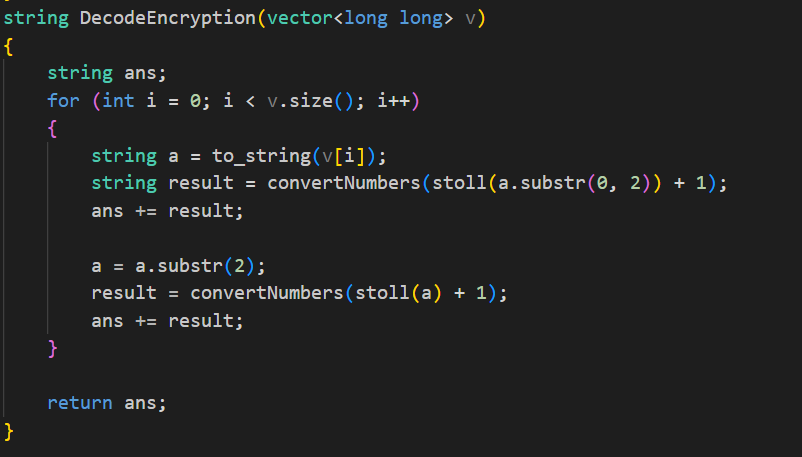 string DecodeEncryption(vector<long long> v)
{
    string ans;
    for (int i = 0; i < v.size(); i++)
    {
        string a = to_string(v[i]);
        string result = convertNumbers(stoll(a.substr(0, 2)) + 1);
        ans += result;

        a = a.substr(2);
        result = convertNumbers(stoll(a) + 1);
        ans += result;
    }

    return ans;
}